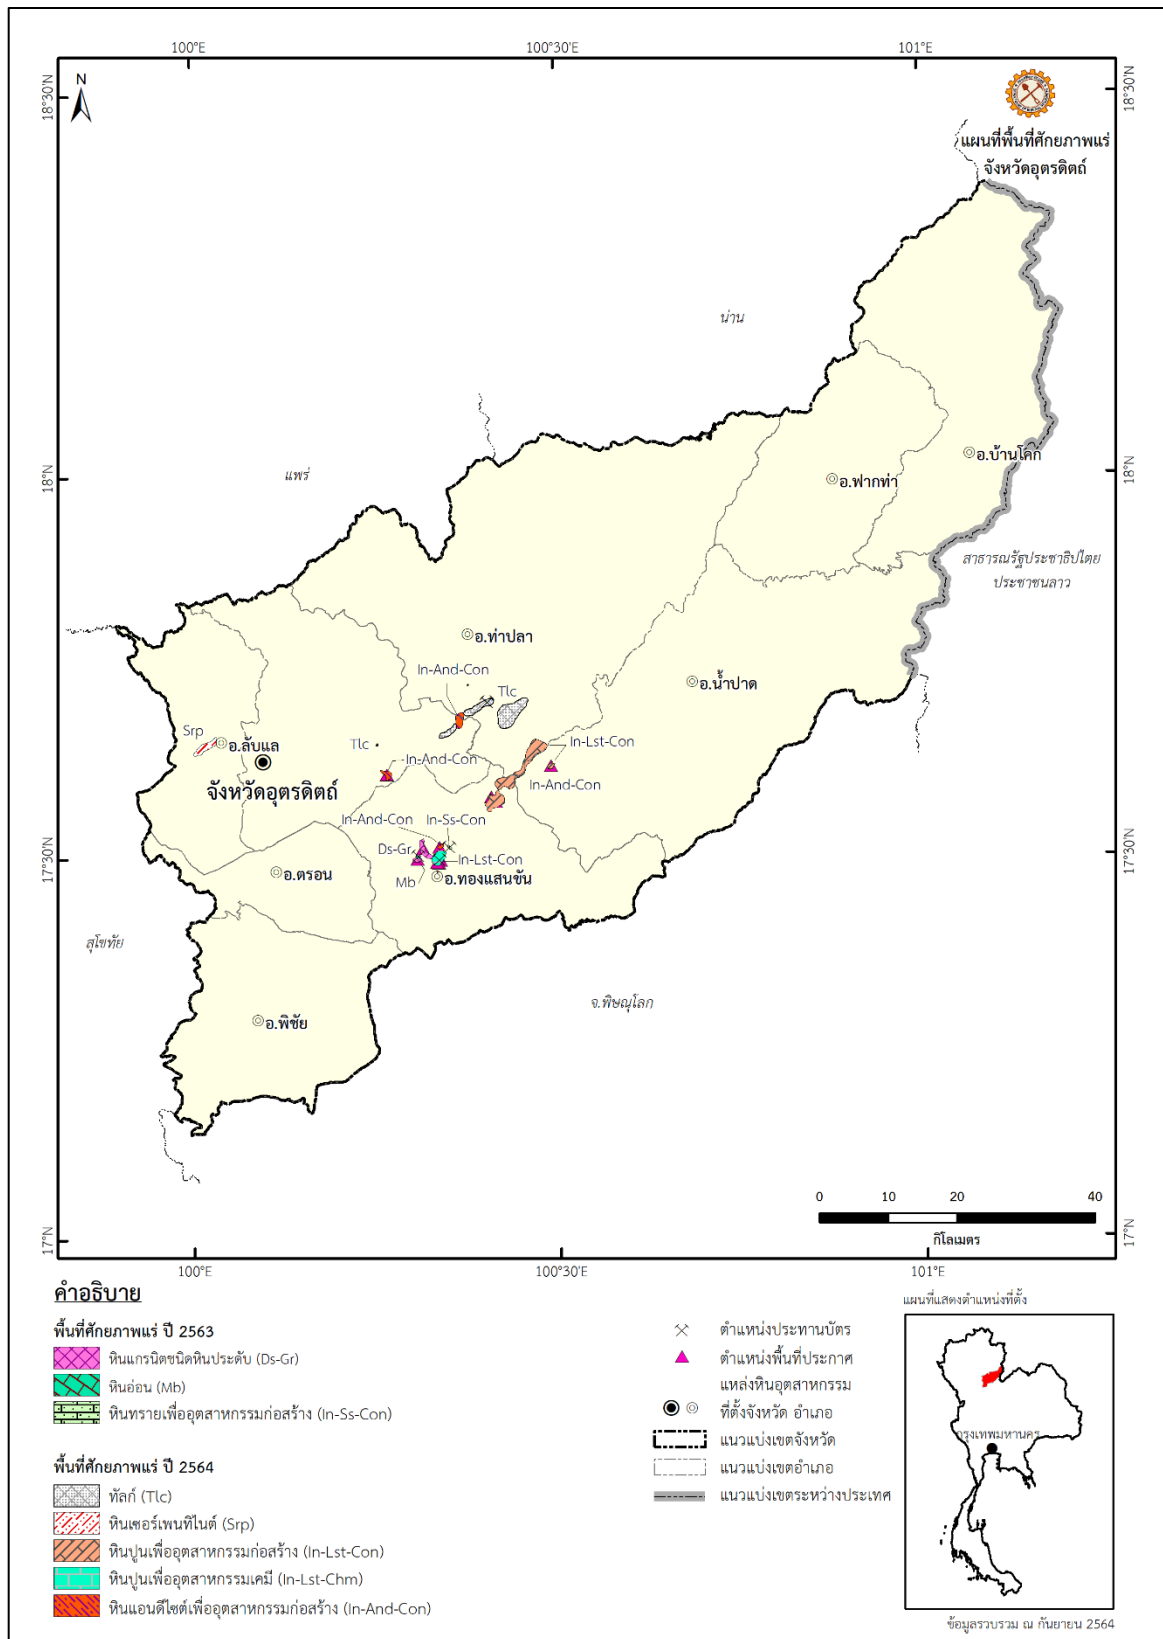 100°E
100°30'E
101°E
18°30'N
18°30'N
N
แผนที่พื้นที่ศักยภาพแร่
จังหวัดอุตรดิตถ์
น่าน
แพร่
อ.บ้านโคก
อ.ฟากท่า
18°N
18°N
สาธารณรัฐประชาธิปไตย
ประชาชนลาว
อ.ท่าปลา
In-And-Con
Tlc
อ.น้ำปาด
Srp
อ.ลับแล
Tlc
In-Lst-Con
In-And-Con
In-And-Con
จังหวัดอุตรดิตถ์
In-And-Con
In-Ss-Con
Ds-Gr
In-Lst-Con
Mb
อ.ทองแสนขัน
17°30'N
17°30'N
อ.ตรอน
สุโขทัย
จ.พิษณุโลก
อ.พิชัย
0
10
20
40
กิโลเมตร
17°N
17°N
100°E
100°30'E
101°E
คำอธิบาย
พื้นที่ศักยภาพแร่ ปี 2563
หินแกรนิตชนิดหินประดับ (Ds-Gr)
หินอ่อน (Mb)
หินทรายเพื่ออุตสาหกรรมก่อสร้าง (In-Ss-Con)
พื้นที่ศักยภาพแร่ ปี 2564
ทัลก์ (Tlc)
หินเซอร์เพนทิไนต์ (Srp)
หินปูนเพื่ออุตสาหกรรมก่อสร้าง (In-Lst-Con)
หินปูนเพื่ออุตสาหกรรมเคมี (In-Lst-Chm)
หินแอนดีไซต์เพื่ออุตสาหกรรมก่อสร้าง (In-And-Con)
ตำแหน่งประทานบัตร
ตำแหน่งพื้นที่ประกาศ
แหล่งหินอุตสาหกรรม
ที่ตั้งจังหวัด อำเภอ
แนวแบ่งเขตจังหวัด
แนวแบ่งเขตอำเภอ
แนวแบ่งเขตระหว่างประเทศ
แผนที่แสดงตำแหน่งที่ตั้ง
กรุงเทพมหานคร
ข้อมูลรวบรวม ณ กันยายน 2564